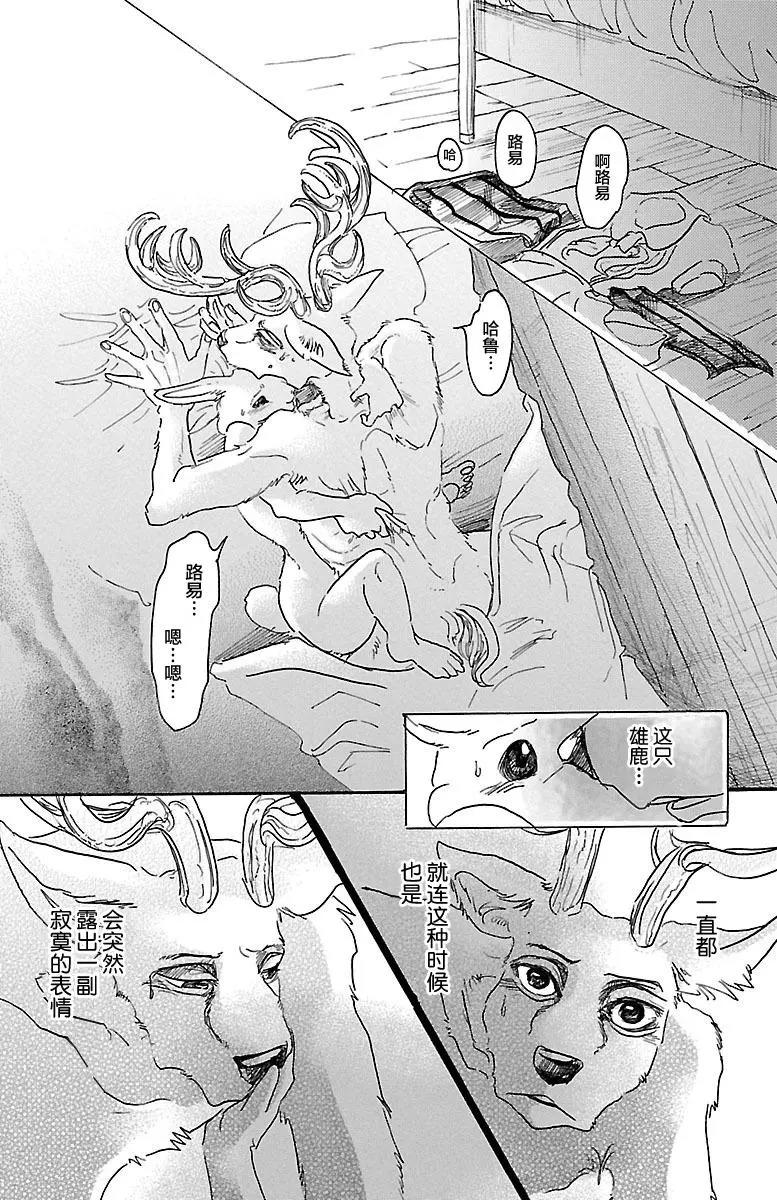 啊路易
路易
哈
哈鲁…
路易…
嗯…嗯…
这只
雄鹿…
一直都
就连这种时候
也是
会突然
露出一副
寂寞的表情